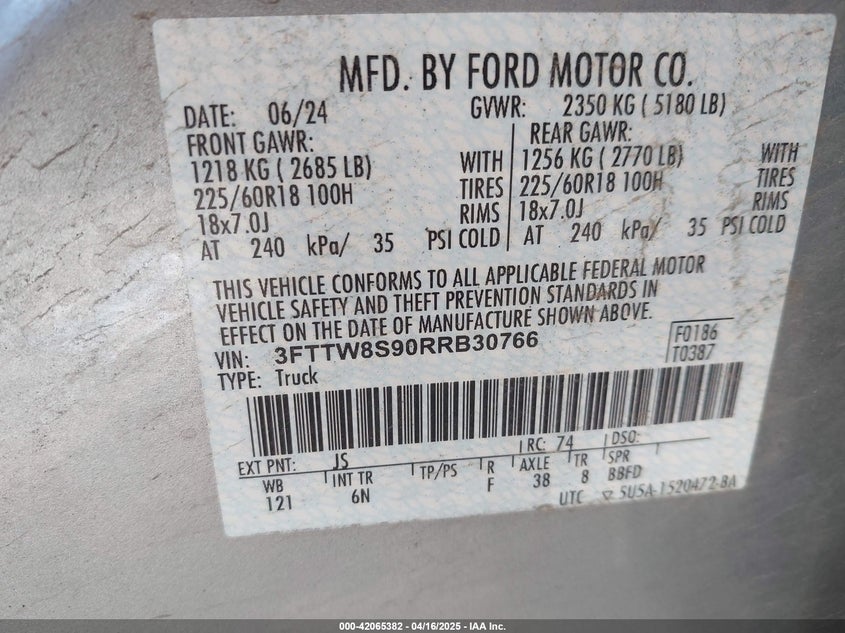 MFD. BY FORD MOTOR CO.
DATE: 06/24 GVWR: 2350 KG ( 5180 LB)
FRONT GAWR: REAR GAWR:
1218 KG ( 2685 LB) WITH 1256 KG ( 2770 LB) WITH
225/60R18 100H TIRES 225/60R18 100H TIRES
18x7.0J RIMS 18x7.0J RIMS
AT 240 kPa/ 35 PSI COLD AT 240 kPa/ 35 PSI COLD
THIS VEHICLE CONFORMS TO ALL APPLICABLE FEDERAL MOTOR
VEHICLE SAFETY AND THEFT PREVENTION STANDARDS IN
EFFECT ON THE DATE OF MANUFACTURE SHOWN ABOVE.
VIN: 3FTTW8S90RRB30766 F0186
TYPE: Truck T0387
EXT PNT: JS RC: 74 DSO:
WB INT TR TP/PS R AXLE TR SPR
121 6N F 38 8 BBFD
UTC 5U5A-1520472-BA
000-42065382 - 04/16/2025 - IAA Inc.